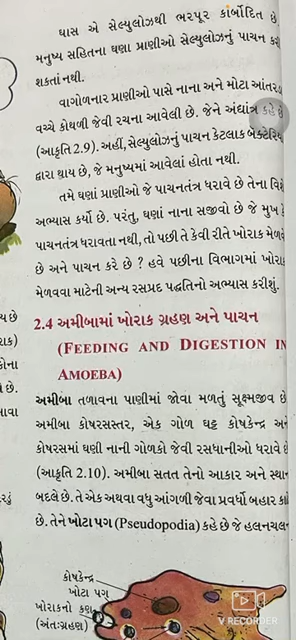 ઘાસ એ સેલ્યુલોઝથી ભરપૂર કાર્બોદિત છે.
મનુષ્ય સહિતના ઘણા પ્રાણીઓ સેલ્યુલોઝનું પાચન કરી
શકતાં નથી.
વાગોળનાર પ્રાણીઓ પાસે નાના અને મોટા આંતરડા
વચ્ચે કોથળી જેવી રચના આવેલી છે. જેને અંધાંત્ર કહે છે
(આકૃતિ 2.9). અહીં, સેલ્યુલોઝનું પાચન કેટલાક બેક્ટેરિયા
દ્વારા થાય છે, જે મનુષ્યમાં આવેલાં હોતા નથી.
તમે ઘણાં પ્રાણીઓ જે પાચનતંત્ર ધરાવે છે તેના વિશે
અભ્યાસ કર્યો છે. પરંતુ, ઘણાં નાના સજીવો છે જે મુખ કે
પાચનતંત્ર ધરાવતા નથી, તો પછી તે કેવી રીતે ખોરાક મેળવે
છે અને પાચન કરે છે ? હવે પછીના વિભાગમાં ખોરાક
મેળવવા માટેની અન્ય રસપ્રદ પદ્ધતિનો અભ્યાસ કરીશું.
2.4 અમીબામાં ખોરાક ગ્રહણ અને પાચન
(FEEDING AND DIGESTION IN
AMOEBA)
અમીબા તળાવના પાણીમાં જોવા મળતું સૂક્ષ્મજીવ છે.
અમીબા કોષરસસ્તર, એક ગોળ ઘટ્ટ કોષકેન્દ્ર અને
કોષરસમાં ઘણી નાની ગોળકો જેવી રસધાનીઓ ધરાવે છે
(આકૃતિ 2.10). અમીબા સતત તેનો આકાર અને સ્થાન
બદલે છે. તે એક અથવા વધુ આંગળી જેવા પ્રવર્ધો બહાર કાઢે
છે. તેને ખોટા પગ (Pseudopodia) કહે છે જે હલનચલન
કોષકેન્દ્ર
ખોટા પગ
ખોરાકનો કણ
(અંતઃગ્રહણ)
V RECORDER